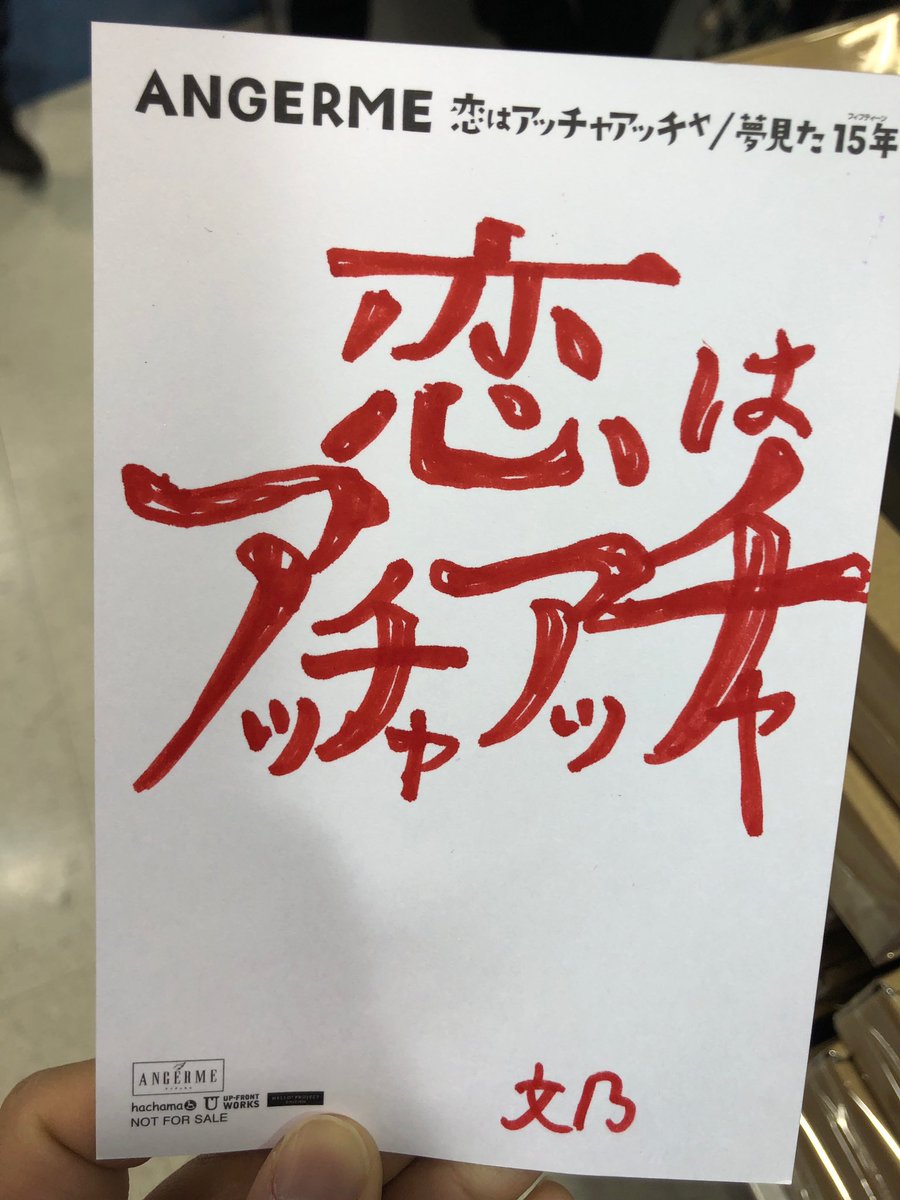 ANGERME 恋はアッチャアッチャ/夢見た15年
フィフティーン
恋は
アッチャアッチャ
ANGERME
hachama UP-FRONT WORKS HELLO! PROJECT
NOT FOR SALE
文乃